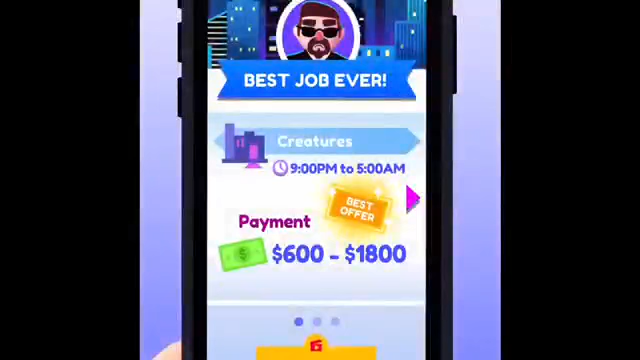 BEST JOB EVER!
Creatures
9:00PM to 5:00AM
BEST
OFFER
Payment
$600 - $1800